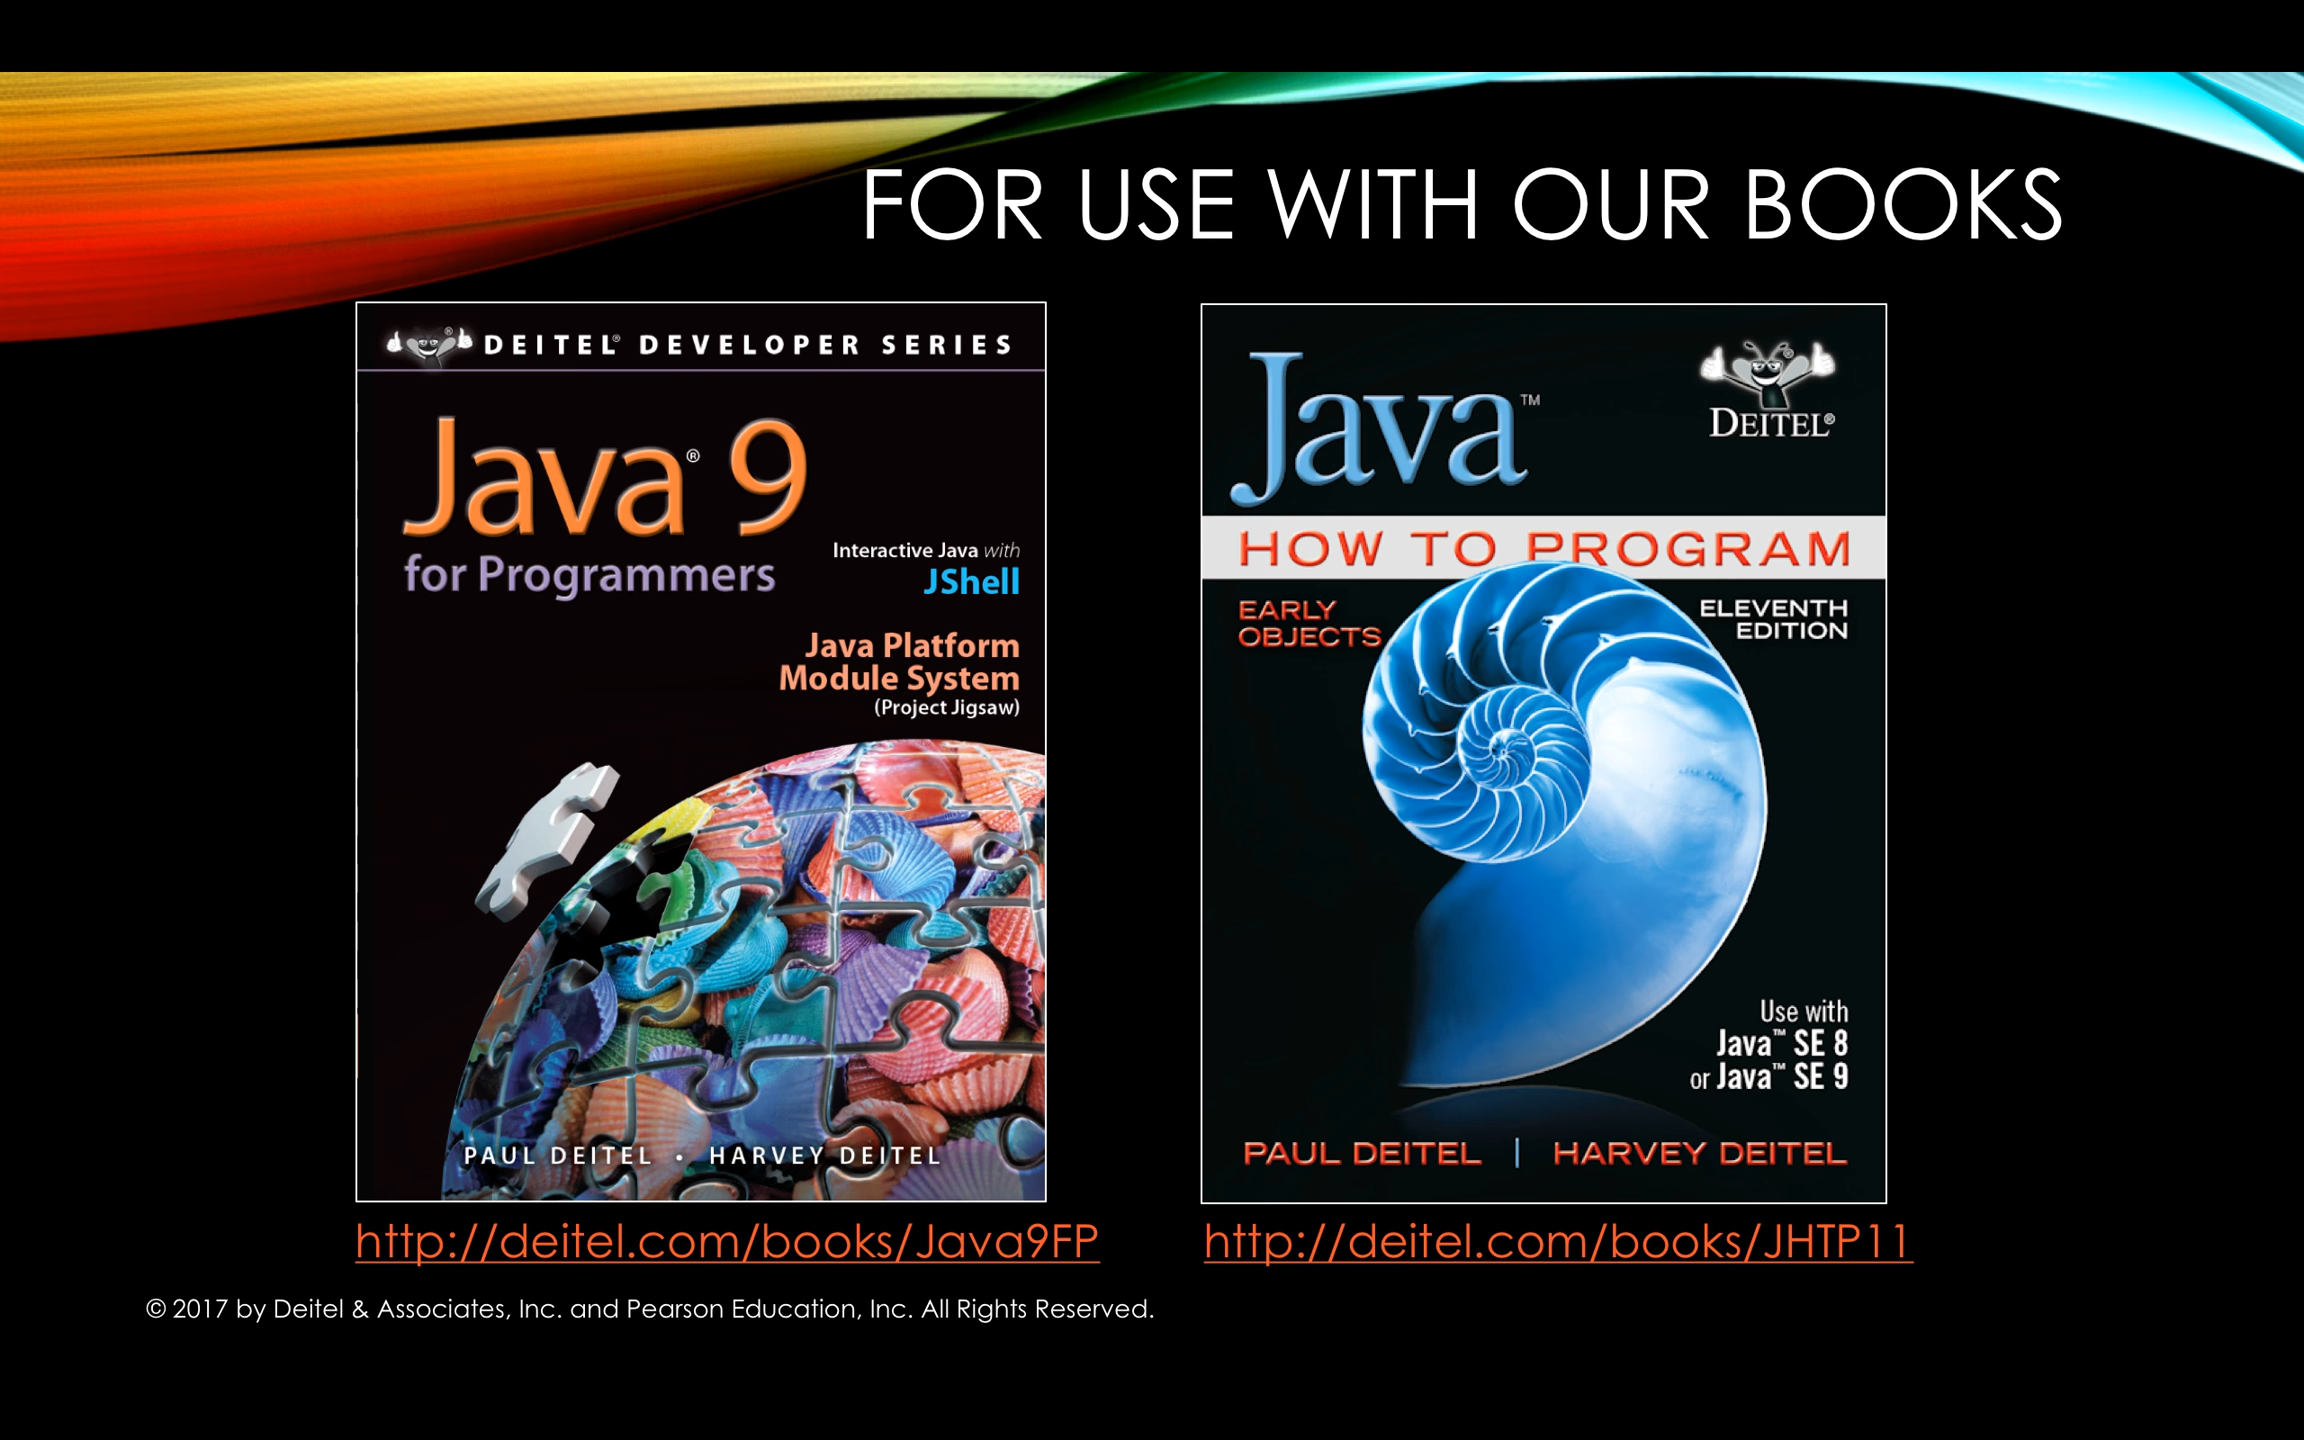 FOR USE WITH OUR BOOKS
DEITEL® DEVELOPER SERIES
Java® 9
for Programmers
Interactive Java with
JShell
Java Platform
Module System
(Project Jigsaw)
PAUL DEITEL • HARVEY DEITEL
http://deitel.com/books/Java9FP
Java™
DEITEL®
HOW TO PROGRAM
EARLY
OBJECTS
ELEVENTH
EDITION
Use with
Java™ SE 8
or Java™ SE 9
PAUL DEITEL | HARVEY DEITEL
http://deitel.com/books/JHTP11
© 2017 by Deitel & Associates, Inc. and Pearson Education, Inc. All Rights Reserved.